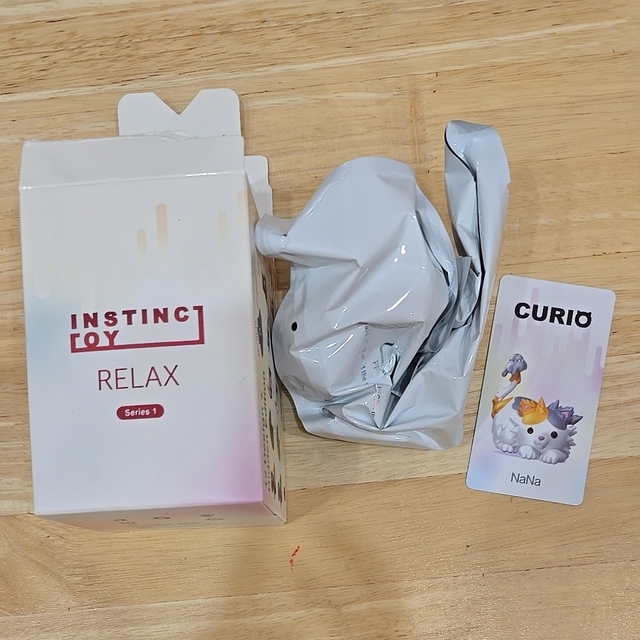 INSTINC
TOY
RELAX
Series 1
CURIO
NaNa